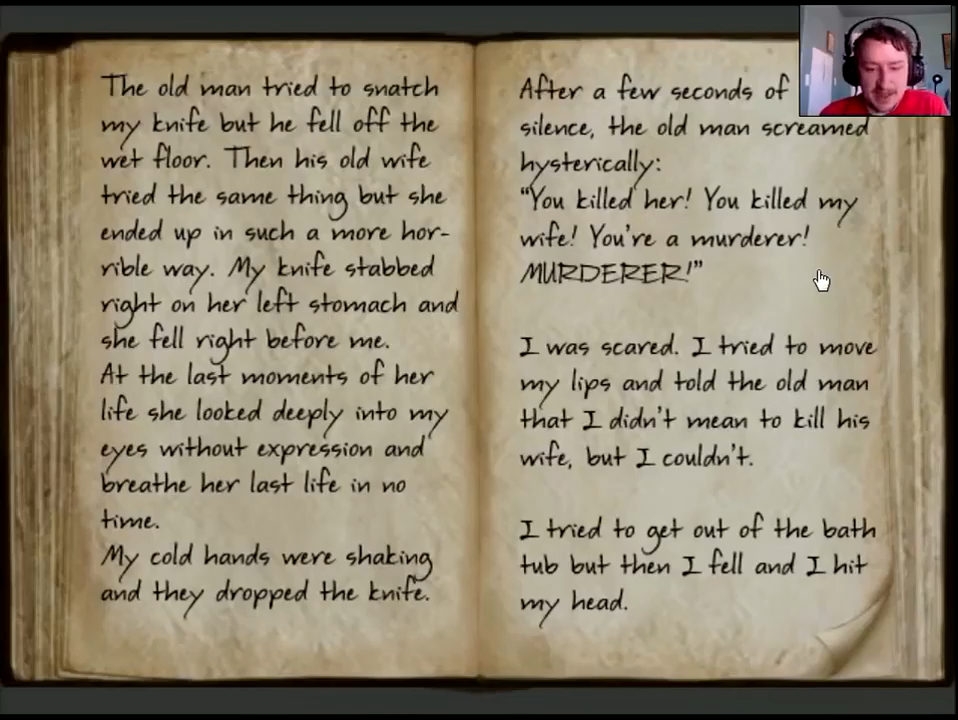 The old man tried to snatch
my knife but he fell off the
wet floor. Then his old wife
tried the same thing but she
ended up in such a more hor-
rible way. My knife stabbed
right on her left stomach and
she fell right before me.
At the last moments of her
life she looked deeply into my
eyes without expression and
breathe her last life in no
time.
My cold hands were shaking
and they dropped the knife.
After a few seconds of
silence, the old man screamed
hysterically:
"You killed her! You killed my
wife! You're a murderer!
MURDERER!"
I was scared. I tried to move
my lips and told the old man
that I didn't mean to kill his
wife, but I couldn't.
I tried to get out of the bath
tub but then I fell and I hit
my head.